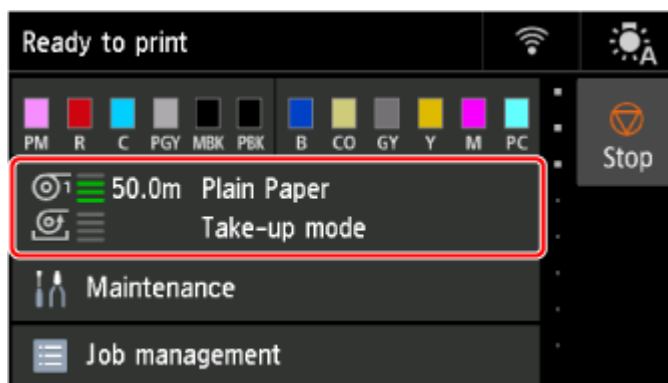 Ready to print
A
PM R C PGY MBK PBK B CO GY Y M PC
Stop
1 50.0m Plain Paper
Take-up mode
Maintenance
Job management